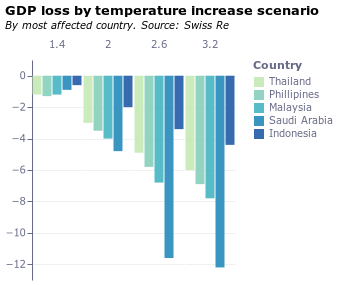 GDP loss by temperature increase scenario
By most affected country. Source: Swiss Re
1.4 2 2.6 3.2
0
−2
−4
−6
−8
−10
−12
Country
Thailand
Phillipines
Malaysia
Saudi Arabia
Indonesia